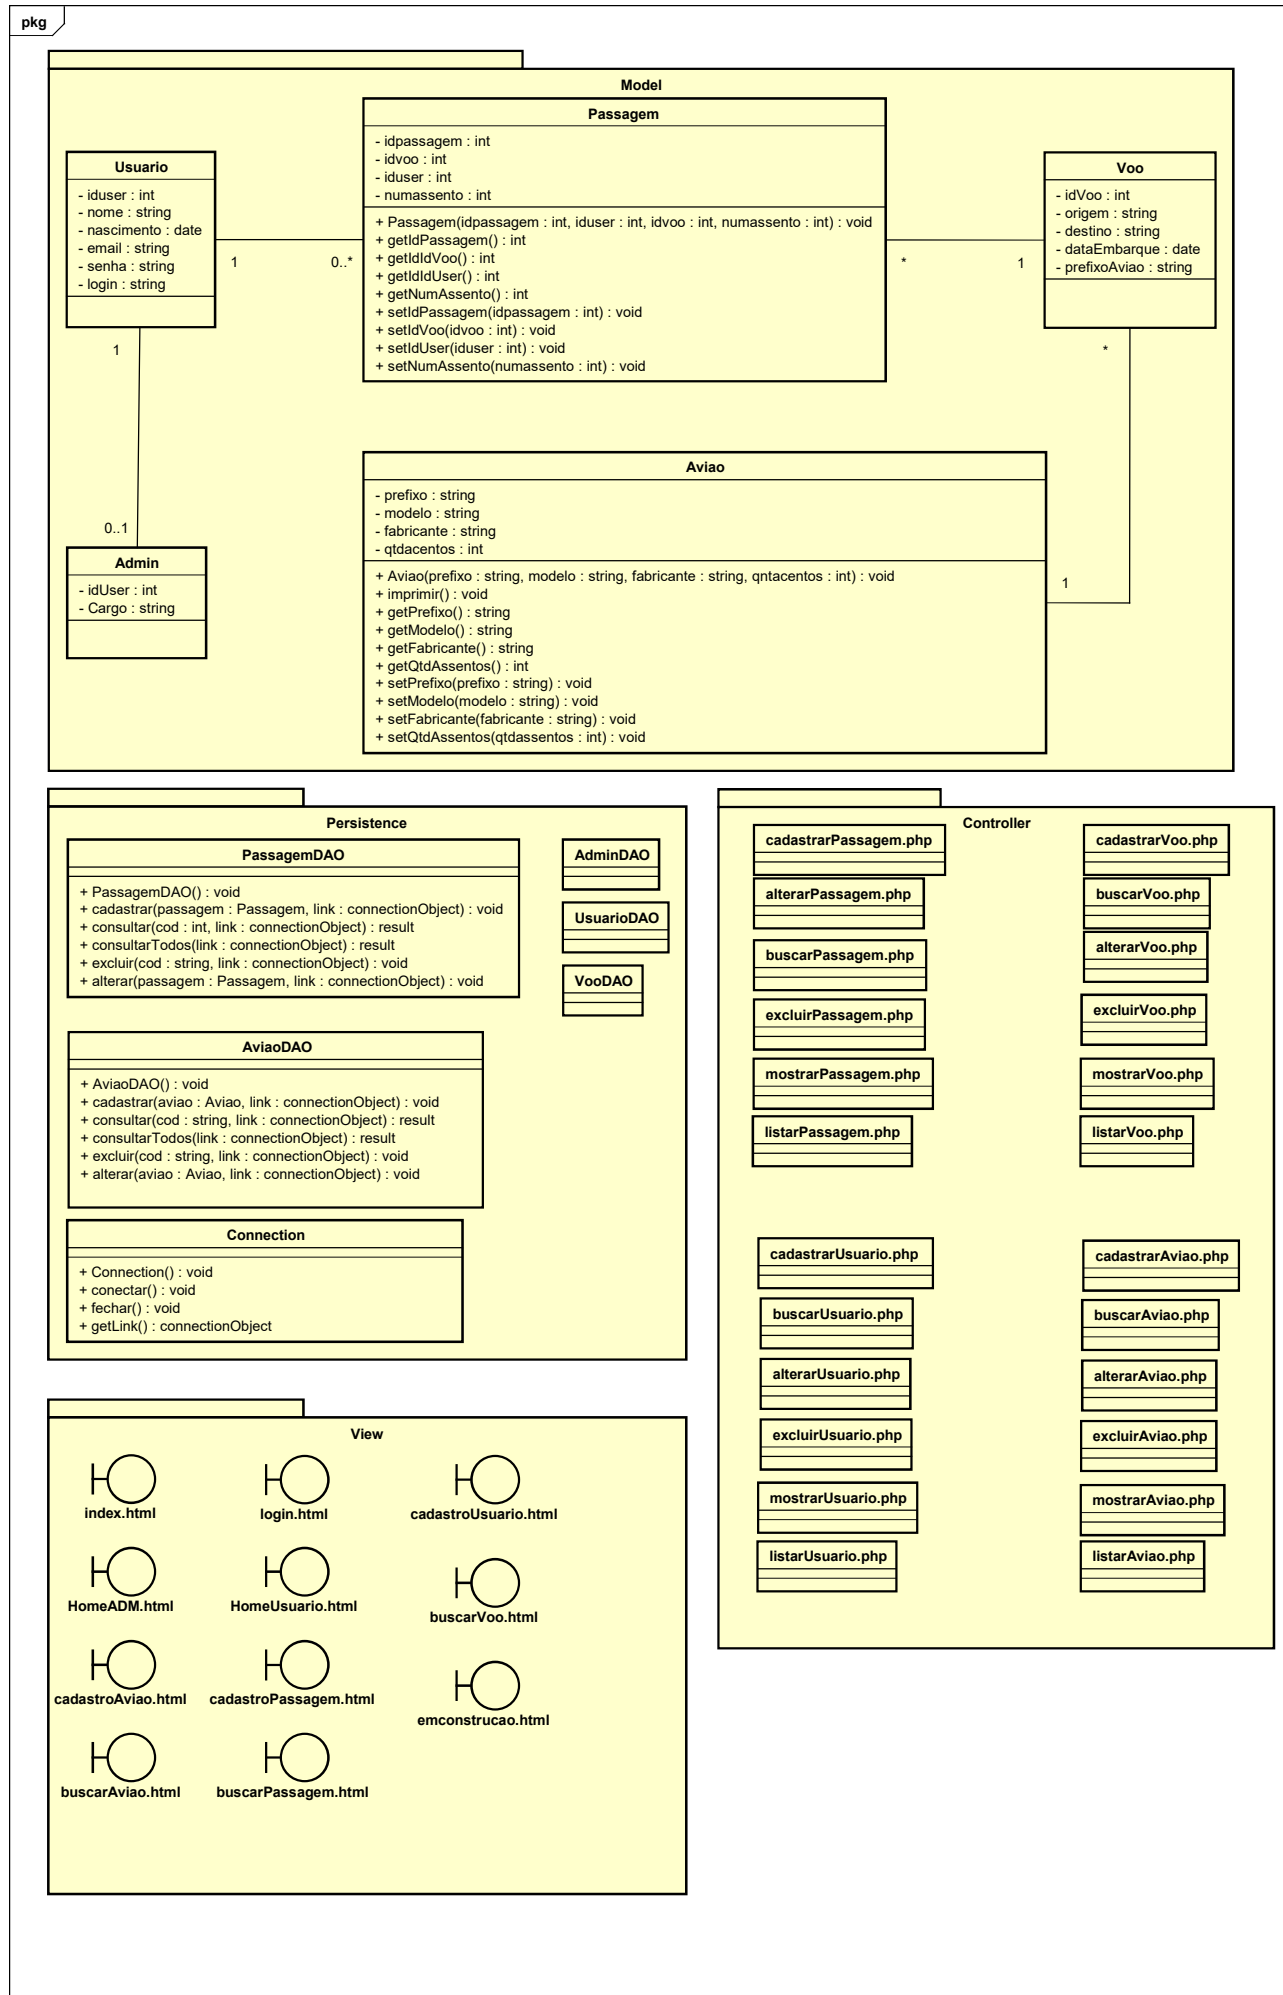 pkg
Model
Usuario
- iduser : int
- nome : string
- nascimento : date
- email : string
- senha : string
- login : string
1
0..*
Passagem
- idpassagem : int
- idvoo : int
- iduser : int
- numassento : int
+ Passagem(idpassagem : int, iduser : int, idvoo : int, numassento : int) : void
+ getIdPassagem() : int
+ getIdIdVoo() : int
+ getIdIdUser() : int
+ getNumAssento() : int
+ setIdPassagem(idpassagem : int) : void
+ setIdVoo(idvoo : int) : void
+ setIdUser(iduser : int) : void
+ setNumAssento(numassento : int) : void
*
1
Voo
- idVoo : int
- origem : string
- destino : string
- dataEmbarque : date
- prefixoAviao : string
1
0..1
Admin
- idUser : int
- Cargo : string
*
1
Aviao
- prefixo : string
- modelo : string
- fabricante : string
- qtdacentos : int
+ Aviao(prefixo : string, modelo : string, fabricante : string, qntacentos : int) : void
+ imprimir() : void
+ getPrefixo() : string
+ getModelo() : string
+ getFabricante() : string
+ getQtdAssentos() : int
+ setPrefixo(prefixo : string) : void
+ setModelo(modelo : string) : void
+ setFabricante(fabricante : string) : void
+ setQtdAssentos(qtdassentos : int) : void
Persistence
PassagemDAO
+ PassagemDAO() : void
+ cadastrar(passagem : Passagem, link : connectionObject) : void
+ consultar(cod : int, link : connectionObject) : result
+ consultarTodos(link : connectionObject) : result
+ excluir(cod : string, link : connectionObject) : void
+ alterar(passagem : Passagem, link : connectionObject) : void
AdminDAO
UsuarioDAO
VooDAO
AviaoDAO
+ AviaoDAO() : void
+ cadastrar(aviao : Aviao, link : connectionObject) : void
+ consultar(cod : string, link : connectionObject) : result
+ consultarTodos(link : connectionObject) : result
+ excluir(cod : string, link : connectionObject) : void
+ alterar(aviao : Aviao, link : connectionObject) : void
Connection
+ Connection() : void
+ conectar() : void
+ fechar() : void
+ getLink() : connectionObject
Controller
cadastrarPassagem.php
alterarPassagem.php
buscarPassagem.php
excluirPassagem.php
mostrarPassagem.php
listarPassagem.php
cadastrarVoo.php
buscarVoo.php
alterarVoo.php
excluirVoo.php
mostrarVoo.php
listarVoo.php
cadastrarUsuario.php
buscarUsuario.php
alterarUsuario.php
excluirUsuario.php
mostrarUsuario.php
listarUsuario.php
cadastrarAviao.php
buscarAviao.php
alterarAviao.php
excluirAviao.php
mostrarAviao.php
listarAviao.php
View
index.html
login.html
cadastroUsuario.html
HomeADM.html
HomeUsuario.html
buscarVoo.html
cadastroAviao.html
cadastroPassagem.html
emconstrucao.html
buscarAviao.html
buscarPassagem.html